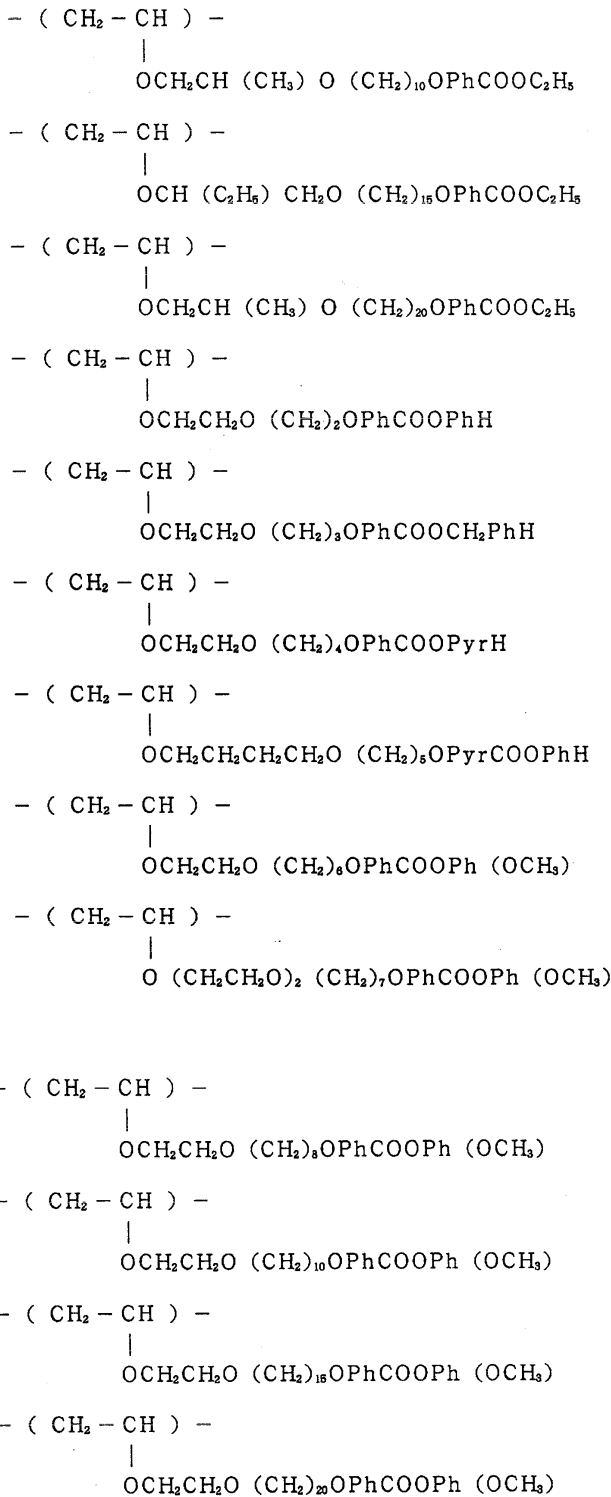 - ( CH₂ - CH ) -
|
OCH₂CH (CH₃) O (CH₂)₁₀OPhCOOC₂H₅
- ( CH₂ - CH ) -
|
OCH (C₂H₅) CH₂O (CH₂)₁₅OPhCOOC₂H₅
- ( CH₂ - CH ) -
|
OCH₂CH (CH₃) O (CH₂)₂₀OPhCOOC₂H₅
- ( CH₂ - CH ) -
|
OCH₂CH₂O (CH₂)₂OPhCOOPhH
- ( CH₂ - CH ) -
|
OCH₂CH₂O (CH₂)₃OPhCOOCH₂PhH
- ( CH₂ - CH ) -
|
OCH₂CH₂O (CH₂)₄OPhCOOPyrH
- ( CH₂ - CH ) -
|
OCH₂CH₂CH₂CH₂O (CH₂)₅OPyrCOOPhH
- ( CH₂ - CH ) -
|
OCH₂CH₂O (CH₂)₆OPhCOOPh (OCH₃)
- ( CH₂ - CH ) -
|
O (CH₂CH₂O)₂ (CH₂)₇OPhCOOPh (OCH₃)
- ( CH₂ - CH ) -
|
OCH₂CH₂O (CH₂)₈OPhCOOPh (OCH₃)
- ( CH₂ - CH ) -
|
OCH₂CH₂O (CH₂)₁₀OPhCOOPh (OCH₃)
- ( CH₂ - CH ) -
|
OCH₂CH₂O (CH₂)₁₅OPhCOOPh (OCH₃)
- ( CH₂ - CH ) -
|
OCH₂CH₂O (CH₂)₂₀OPhCOOPh (OCH₃)